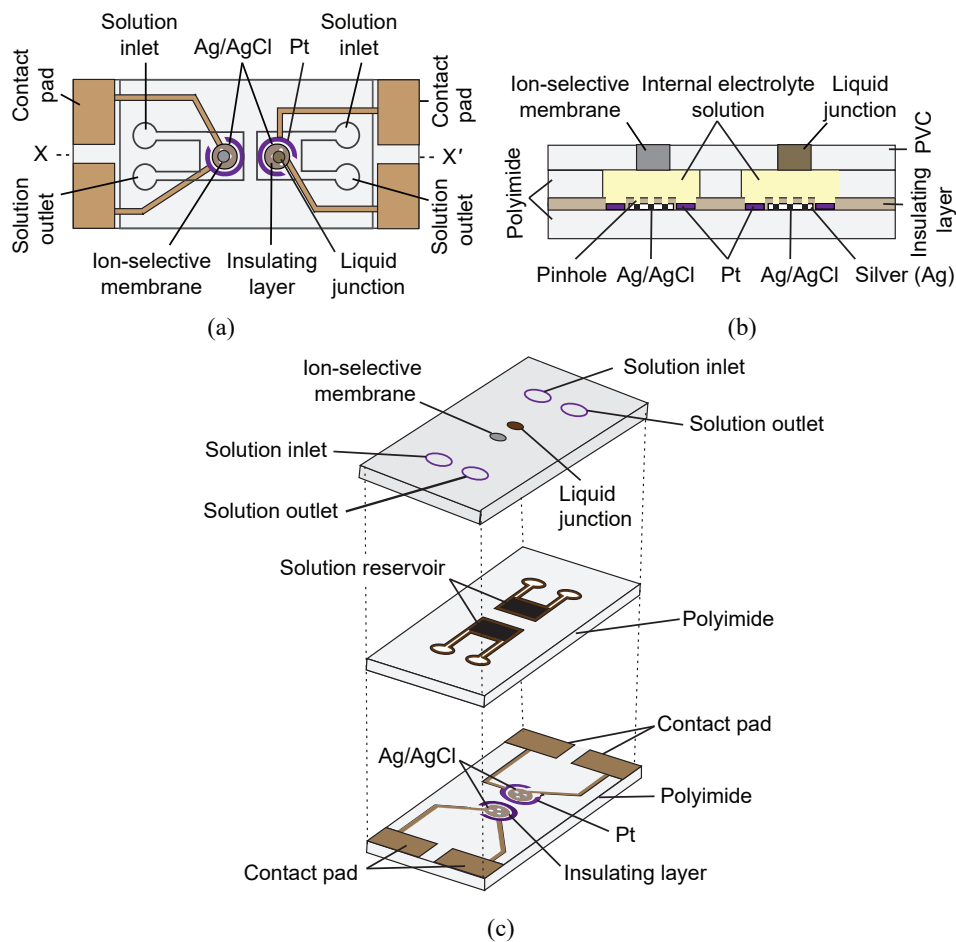 Solution
inlet
Ag/AgCl
Pt
Solution
inlet
Contact
pad
Contact
pad
X
X′
Solution
outlet
Solution
outlet
Ion-selective
membrane
Insulating
layer
Liquid
junction
(a)
Ion-selective
membrane
Internal electrolyte
solution
Liquid
junction
PVC
Polyimide
Insulating
layer
Pinhole
Ag/AgCl
Pt
Ag/AgCl
Silver (Ag)
(b)
Ion-selective
membrane
Solution inlet
Solution outlet
Solution inlet
Solution outlet
Liquid
junction
Solution reservoir
Polyimide
Contact pad
Ag/AgCl
Polyimide
Pt
Contact pad
Insulating layer
(c)